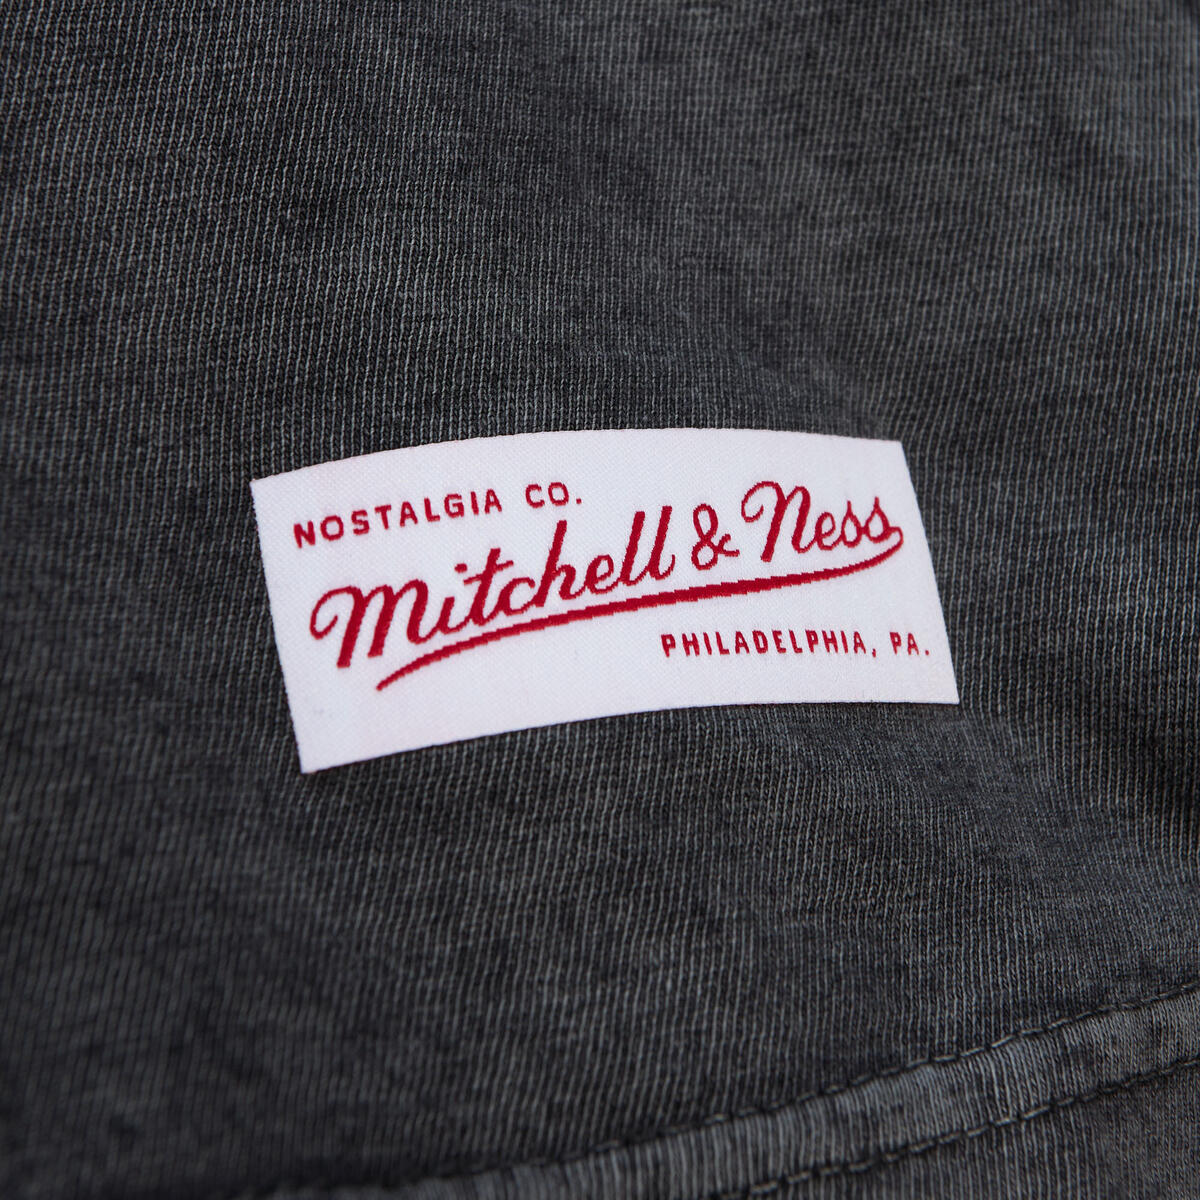 NOSTALGIA CO.
Mitchell & Ness
PHILADELPHIA, PA.